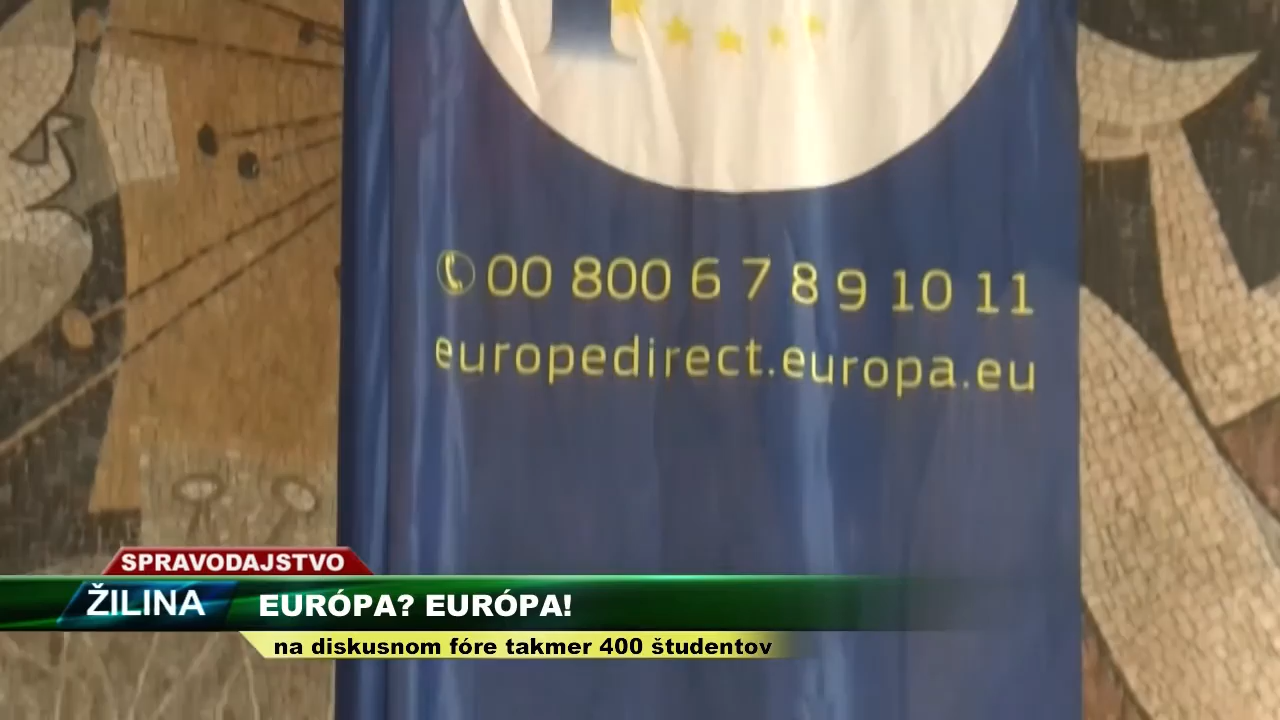 00 800 6 7 8 9 10 11
europedirect.europa.eu
SPRAVODAJSTVO
ŽILINA
EURÓPA? EURÓPA!
na diskusnom fóre takmer 400 študentov